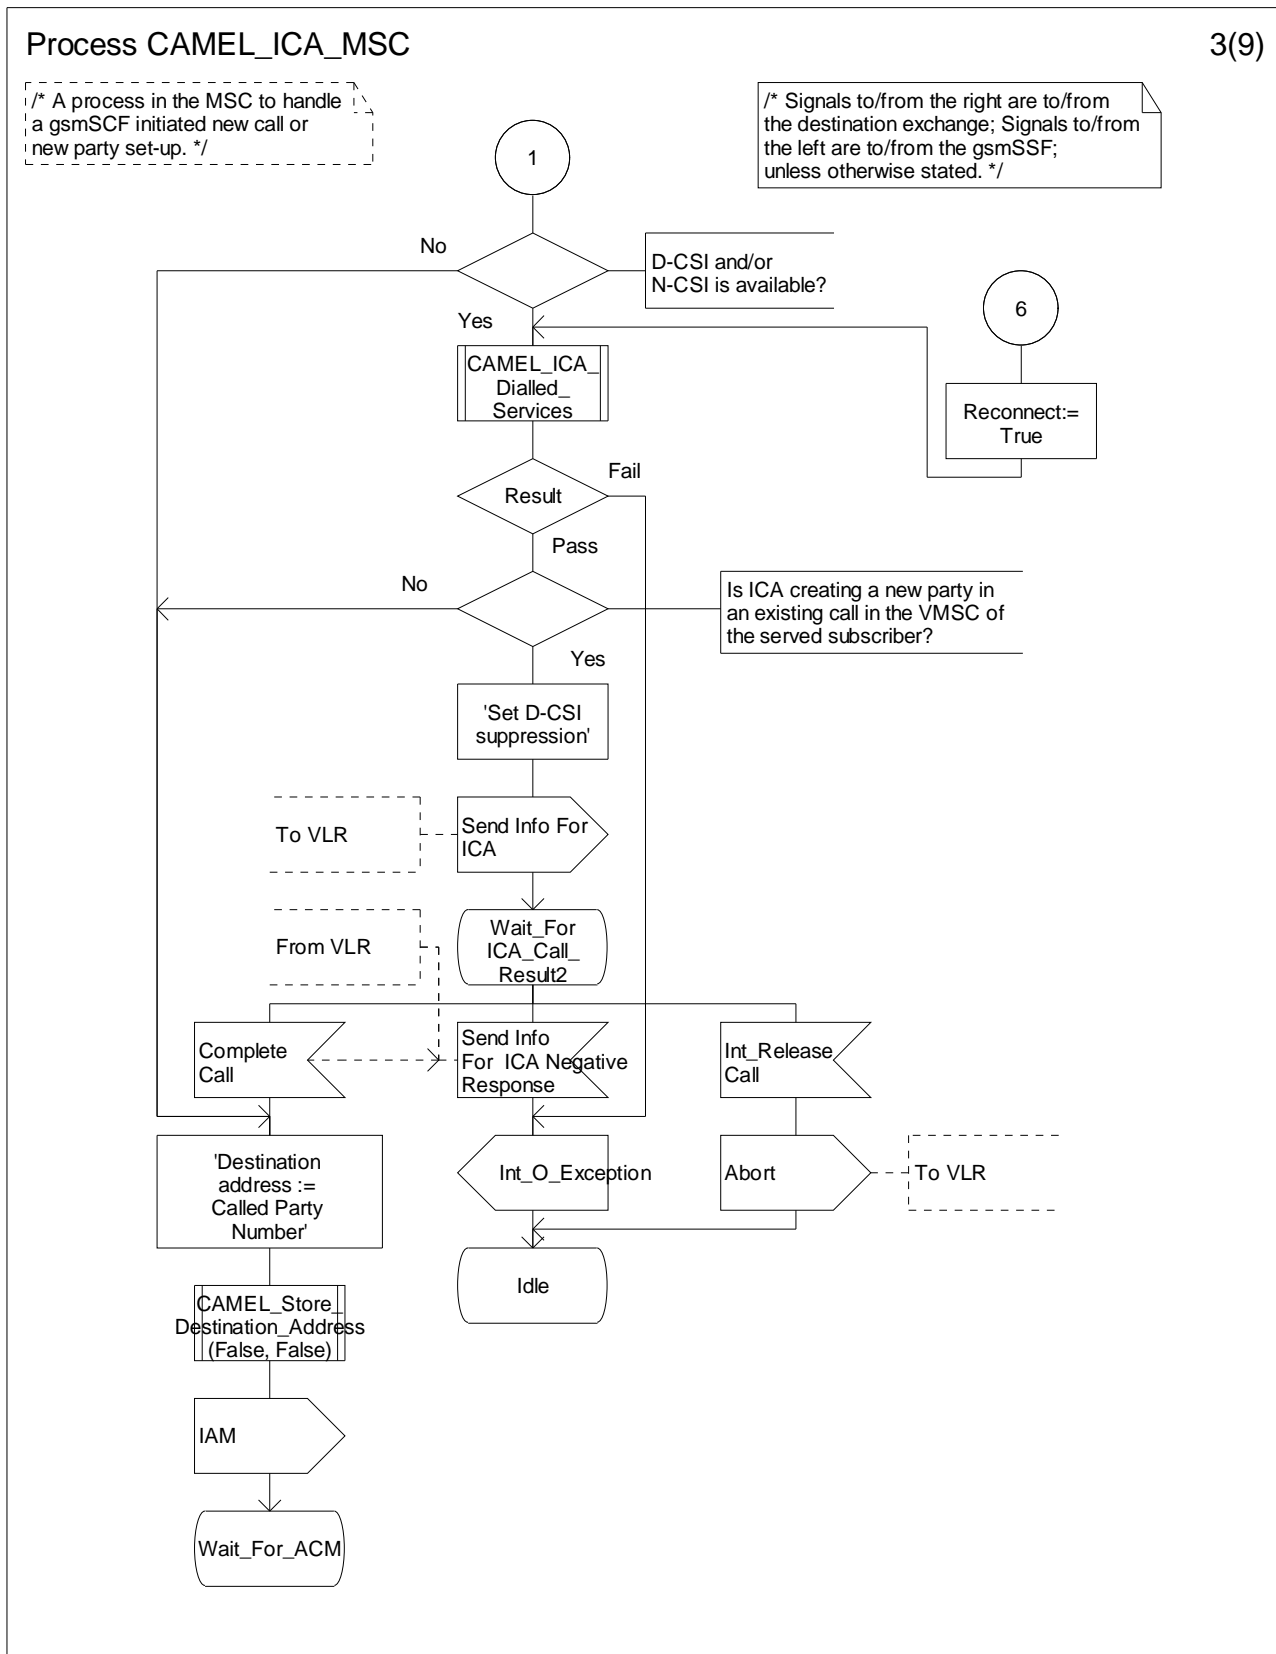 Process CAMEL_ICA_MSC
3(9)
/* A process in the MSC to handle
a gsmSCF initiated new call or
new party set-up. */
/* Signals to/from the right are to/from
the destination exchange; Signals to/from
the left are to/from the gsmSSF;
unless otherwise stated. */
1
No
D-CSI and/or
N-CSI is available?
6
Yes
CAMEL_ICA_
Dialled_
Services
Reconnect:=
True
Fail
Result
Pass
No
Is ICA creating a new party in
an existing call in the VMSC of
the served subscriber?
Yes
'Set D-CSI
suppression'
To VLR
Send Info For
ICA
From VLR
Wait_For
ICA_Call_
Result2
Complete
Call
Send Info
For ICA Negative
Response
Int_Release
Call
'Destination
address :=
Called Party
Number'
Int_O_Exception
Abort
To VLR
Idle
CAMEL_Store_
Destination_Address
(False, False)
IAM
Wait_For_ACM